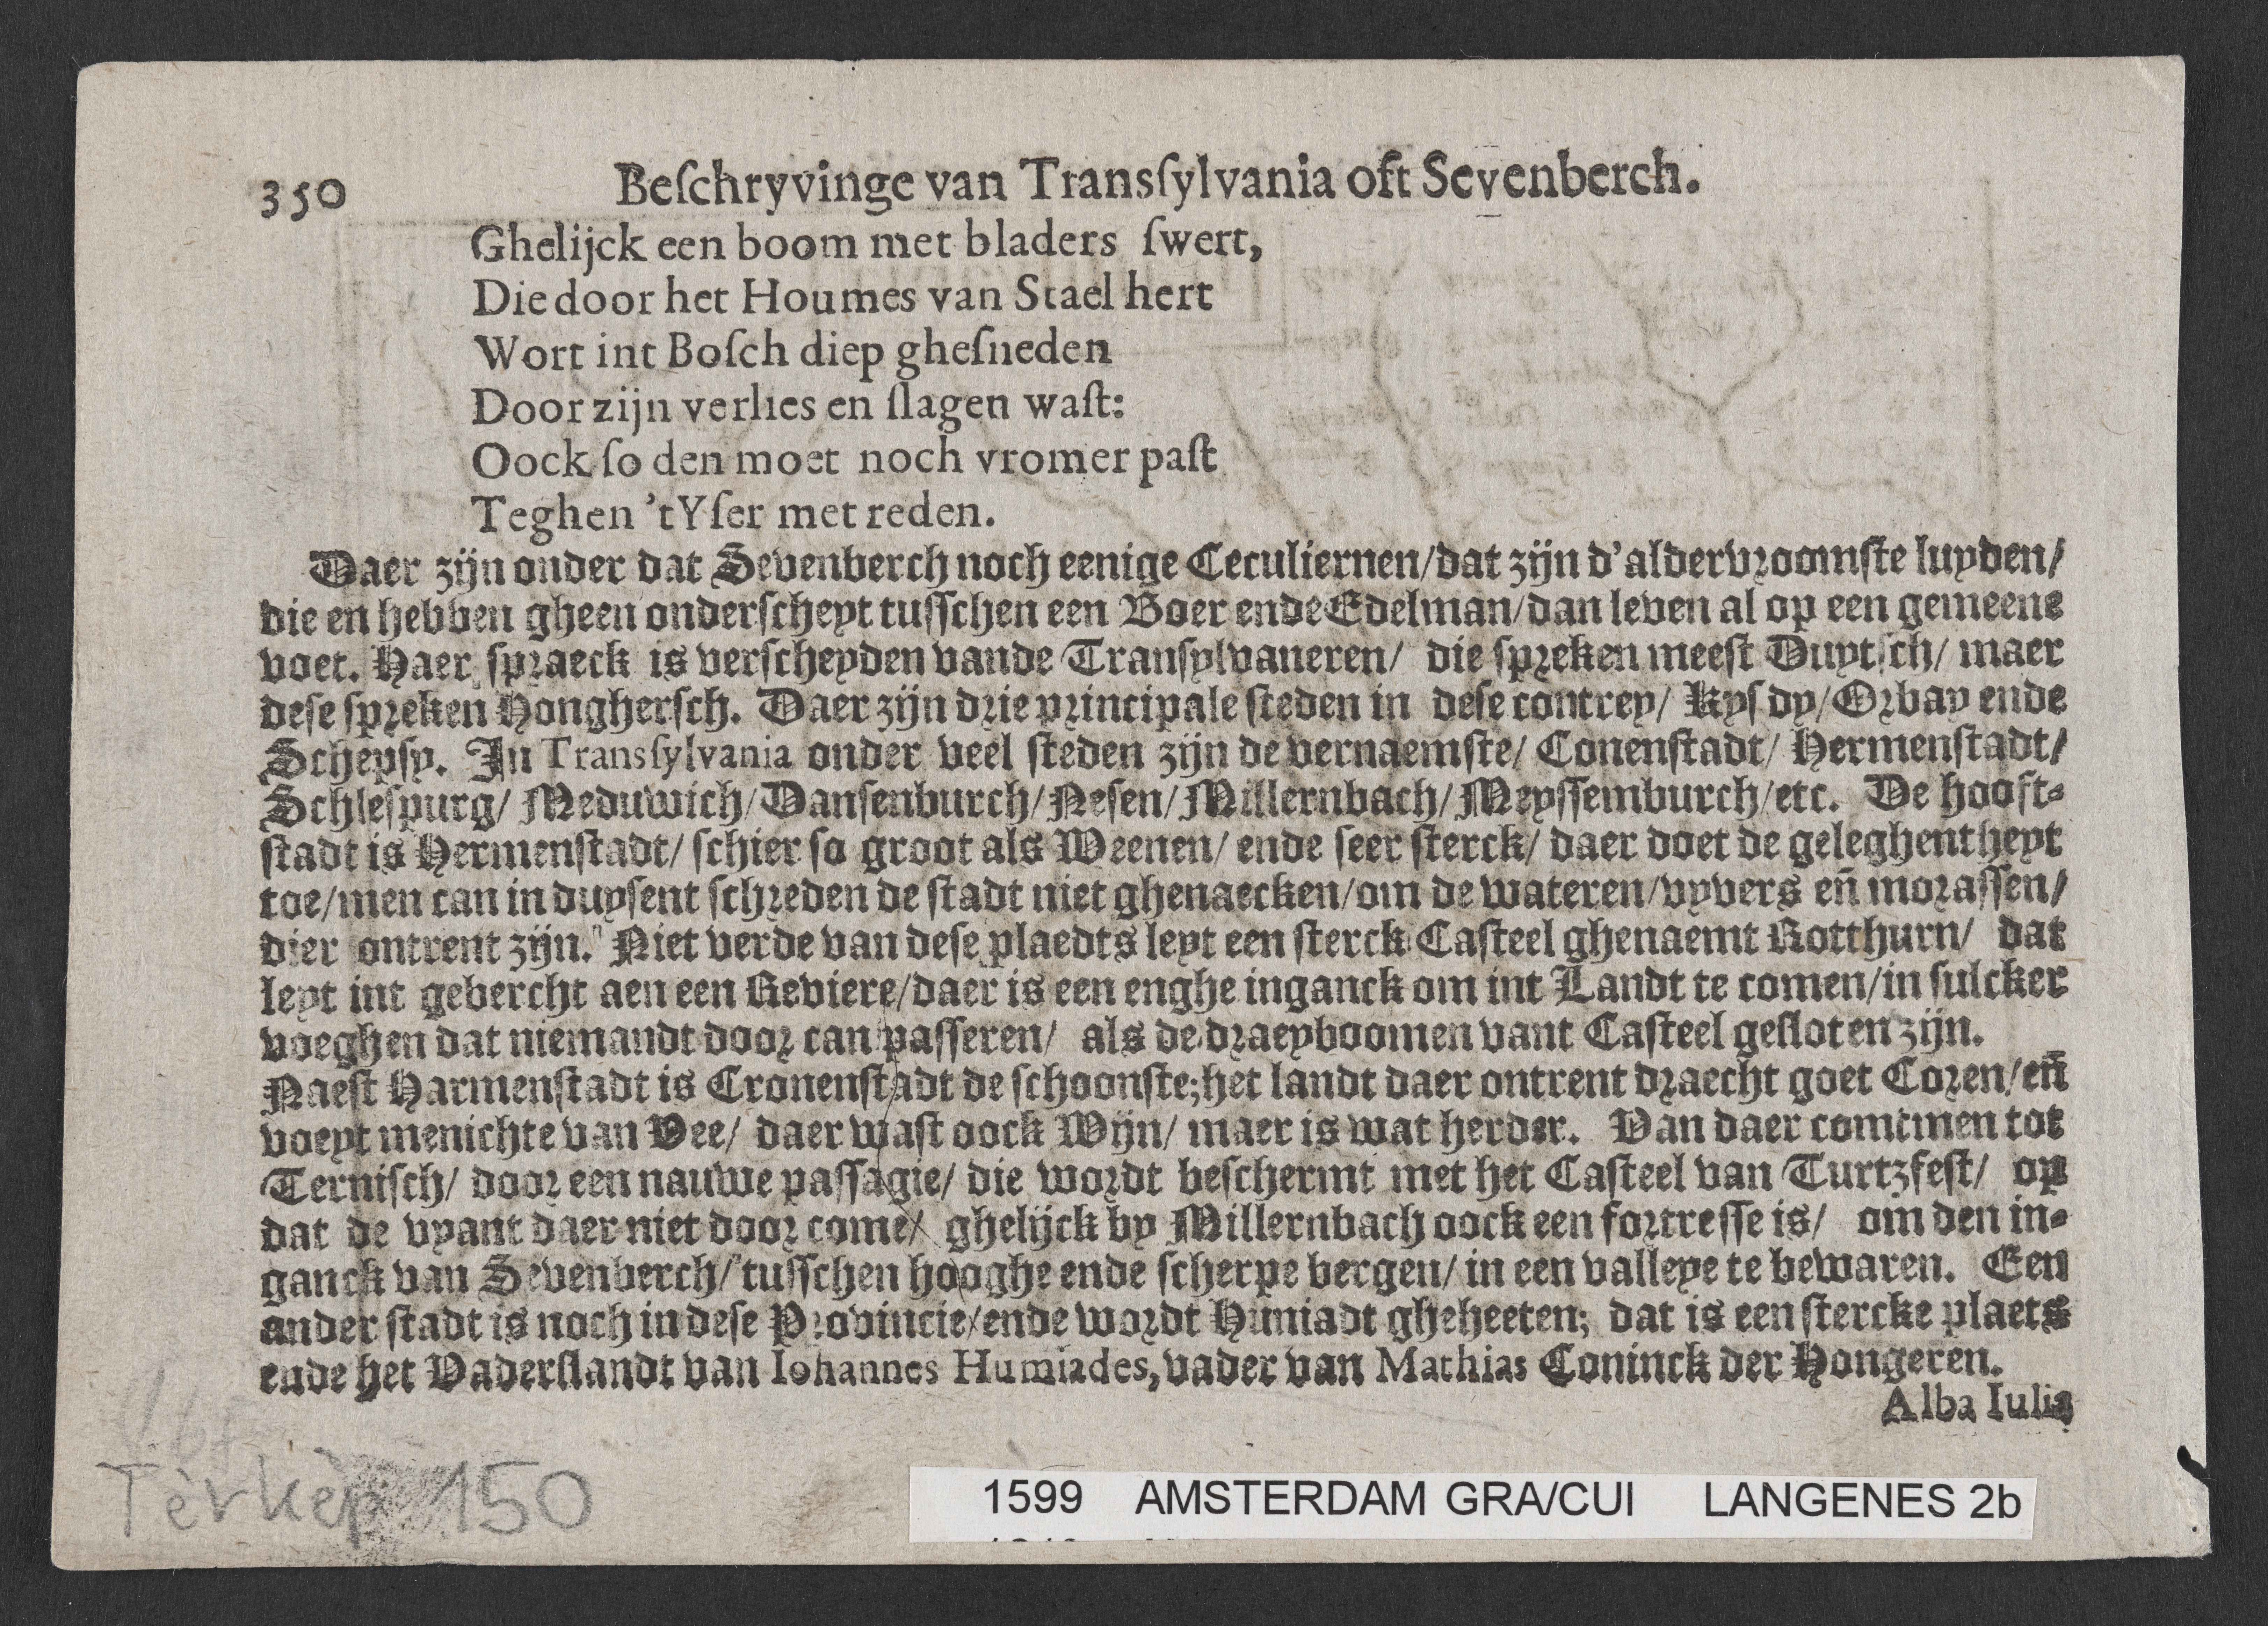 350 Beſchryvinge van Transſylvania oft Sevenberch.
Ghelijck een boom met bladers ſwert,
Die door het Houmes van Stael hert
Wort int Boſch diep gheſneden
Door zijn verlies en ſlagen waſt:
Oock ſo den moet noch vromer paſt
Teghen 'tYſer met reden.
Daer zijn onder dat Sevenberch noch eenige Ceculiernen/dat zijn d'aldervroomste luyden/
die en hebben gheen onderscheyt tusschen een Boer ende Edelman/dan leven al op een gemeene
voet. Haer spraeck is verscheyden vande Transylvaneren/ die spreken meest Duytsch/ maer
dese spreken Honghersch. Daer zijn drie principale steden in dese contrey/ Kysdy/Orbay ende
Schepsy. In Transſylvania onder veel steden zijn de vernaemste/ Conenstadt/ Hermenstadt/
Schlespurg/ Meduwich/Dansenburch/Nesen/Millernbach/Meyssemburch/etc. De hooft-
stadt is Hermenstadt/ schier so groot als Weenen/ ende seer sterck/ daer doet de geleghentheyt
toe/men can in duysent schreden de stadt niet ghenaecken/om de wateren/vyvers eñ morassen/
dier ontrent zijn. Niet verde van dese plaedts leyt een sterck Casteel ghenaemt Rotthurn/ dat
leyt int gebercht aen een Reviere/daer is een enghe inganck om int Landt te comen/in sulcker
voeghen dat niemandt door can passeren/ als de draeyboomen vant Casteel gesloten zijn.
Naest Harmenstadt is Cronenstadt de schoonste;het landt daer ontrent draecht goet Coren/eñ
voeyt menichte van Vee/ daer wast oock Wijn/ maer is wat herder. Van daer comtmen tot
Ternisch/ door een nauwe passagie/ die wordt beschermt met het Casteel van Turtzfest/ op
dat de vyant daer niet door come/ ghelijck by Millernbach oock een fortresse is/ om den in-
ganck van Sevenberch/ tusschen hooghe ende scherpe bergen/ in een valleye te bewaren. Een
ander stadt is noch in dese Provincie/ende wordt Huniadt gheheeten; dat is een stercke plaets
ende het Vaderslandt van Iohannes Humiades, vader van Mathias Coninck der Hongeren.
Alba Iulia
Tèrkèp 150
1599 AMSTERDAM GRA/CUI LANGENES 2b